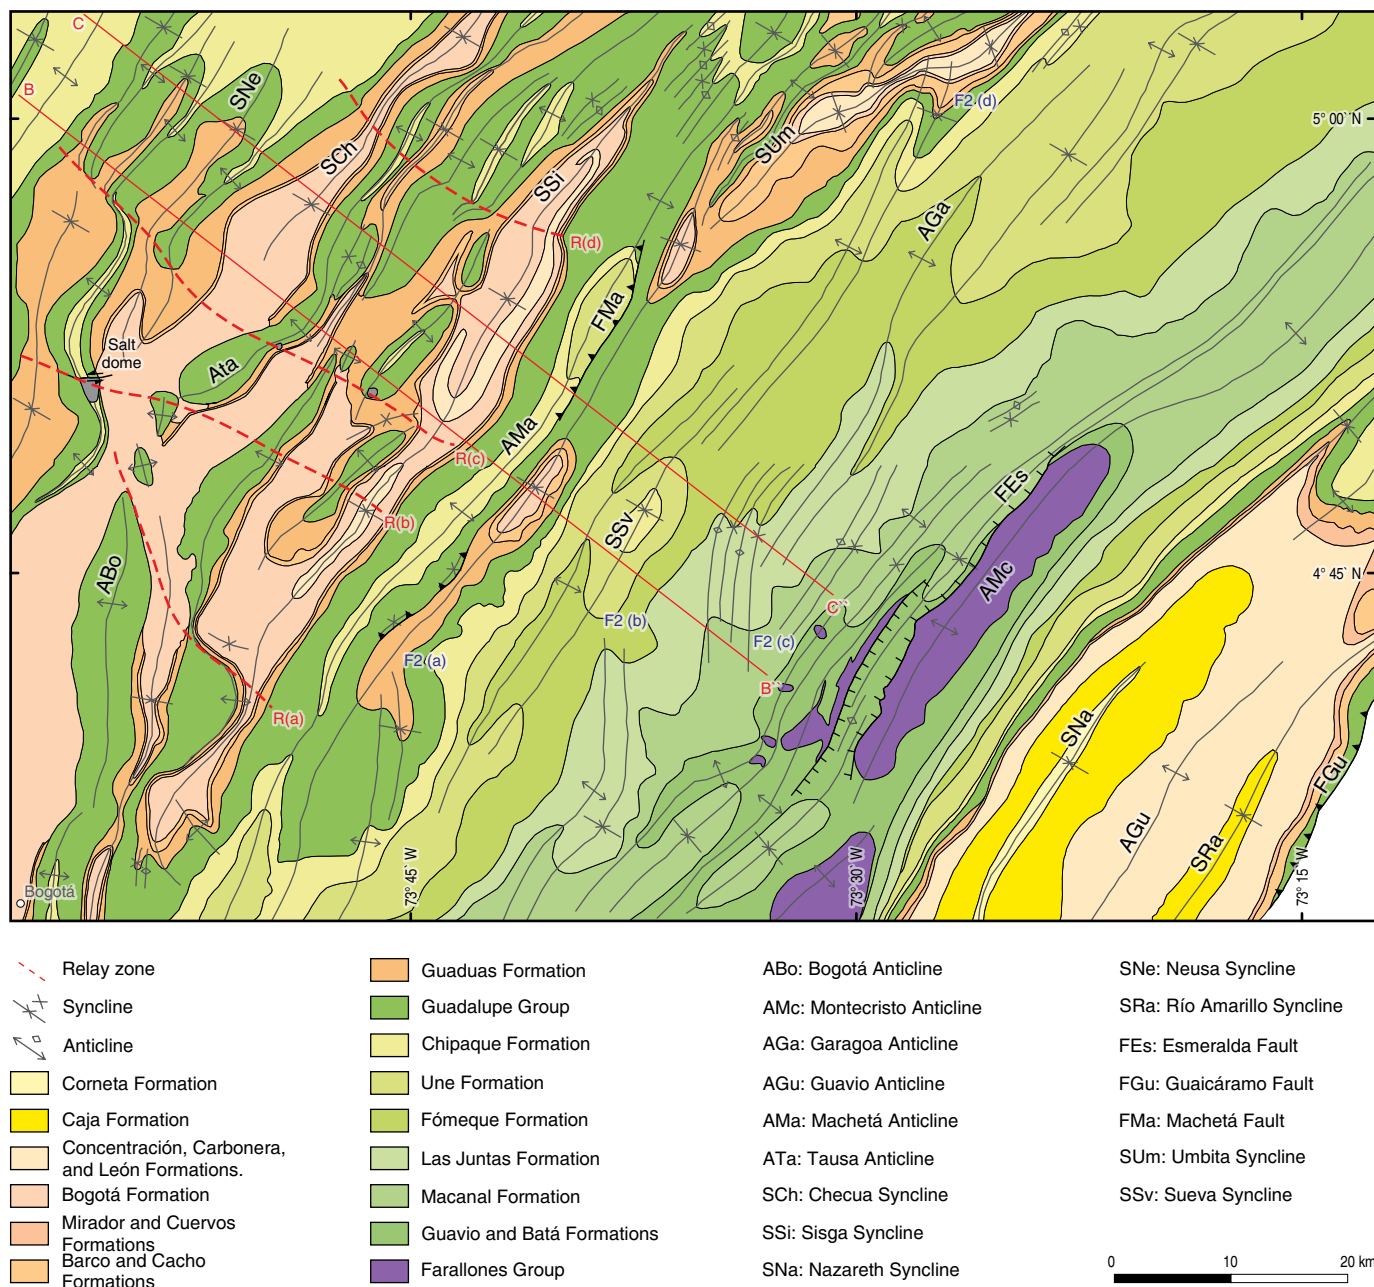 C
B
SNe
SCh
SSi
SUm
F2 (d)
5° 00``N
AGa
R(d)
FMa
Salt
dome
Ata
AMa
R(c)
FEs
SSv
R(b)
ABo
AMc
4° 45` N
C``
F2 (b)
F2 (c)
F2 (a)
B``
R(a)
SNa
FGu
AGu
SRa
Bogotá
73° 45` W
73° 30` W
73° 15` W
Relay zone
Syncline
Anticline
Corneta Formation
Caja Formation
Concentración, Carbonera,
and León Formations.
Bogotá Formation
Mirador and Cuervos
Formations
Barco and Cacho
Formations
Guaduas Formation
Guadalupe Group
Chipaque Formation
Une Formation
Fómeque Formation
Las Juntas Formation
Macanal Formation
Guavio and Batá Formations
Farallones Group
ABo: Bogotá Anticline
AMc: Montecristo Anticline
AGa: Garagoa Anticline
AGu: Guavio Anticline
AMa: Machetá Anticline
ATa: Tausa Anticline
SCh: Checua Syncline
SSi: Sisga Syncline
SNa: Nazareth Syncline
SNe: Neusa Syncline
SRa: Río Amarillo Syncline
FEs: Esmeralda Fault
FGu: Guaicáramo Fault
FMa: Machetá Fault
SUm: Umbita Syncline
SSv: Sueva Syncline
0 10 20 km